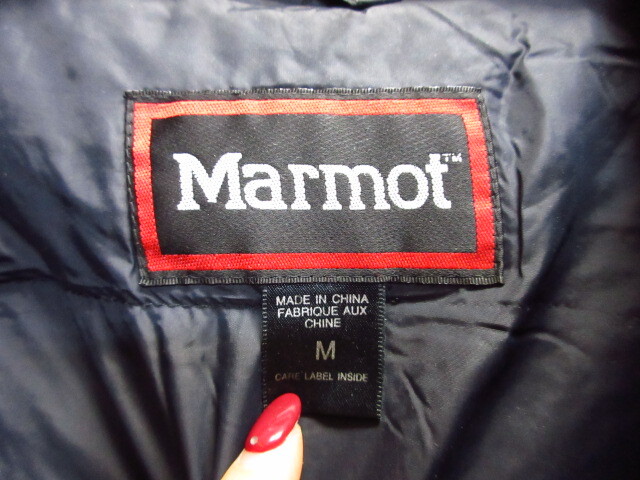 Marmot™
MADE IN CHINA
FABRIQUE AUX
CHINE
M
CARE LABEL INSIDE